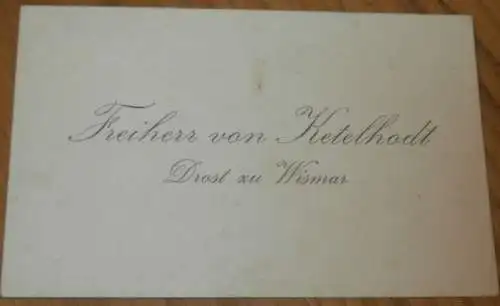 Freiherr von Ketelhodt
Drost zu Wismar